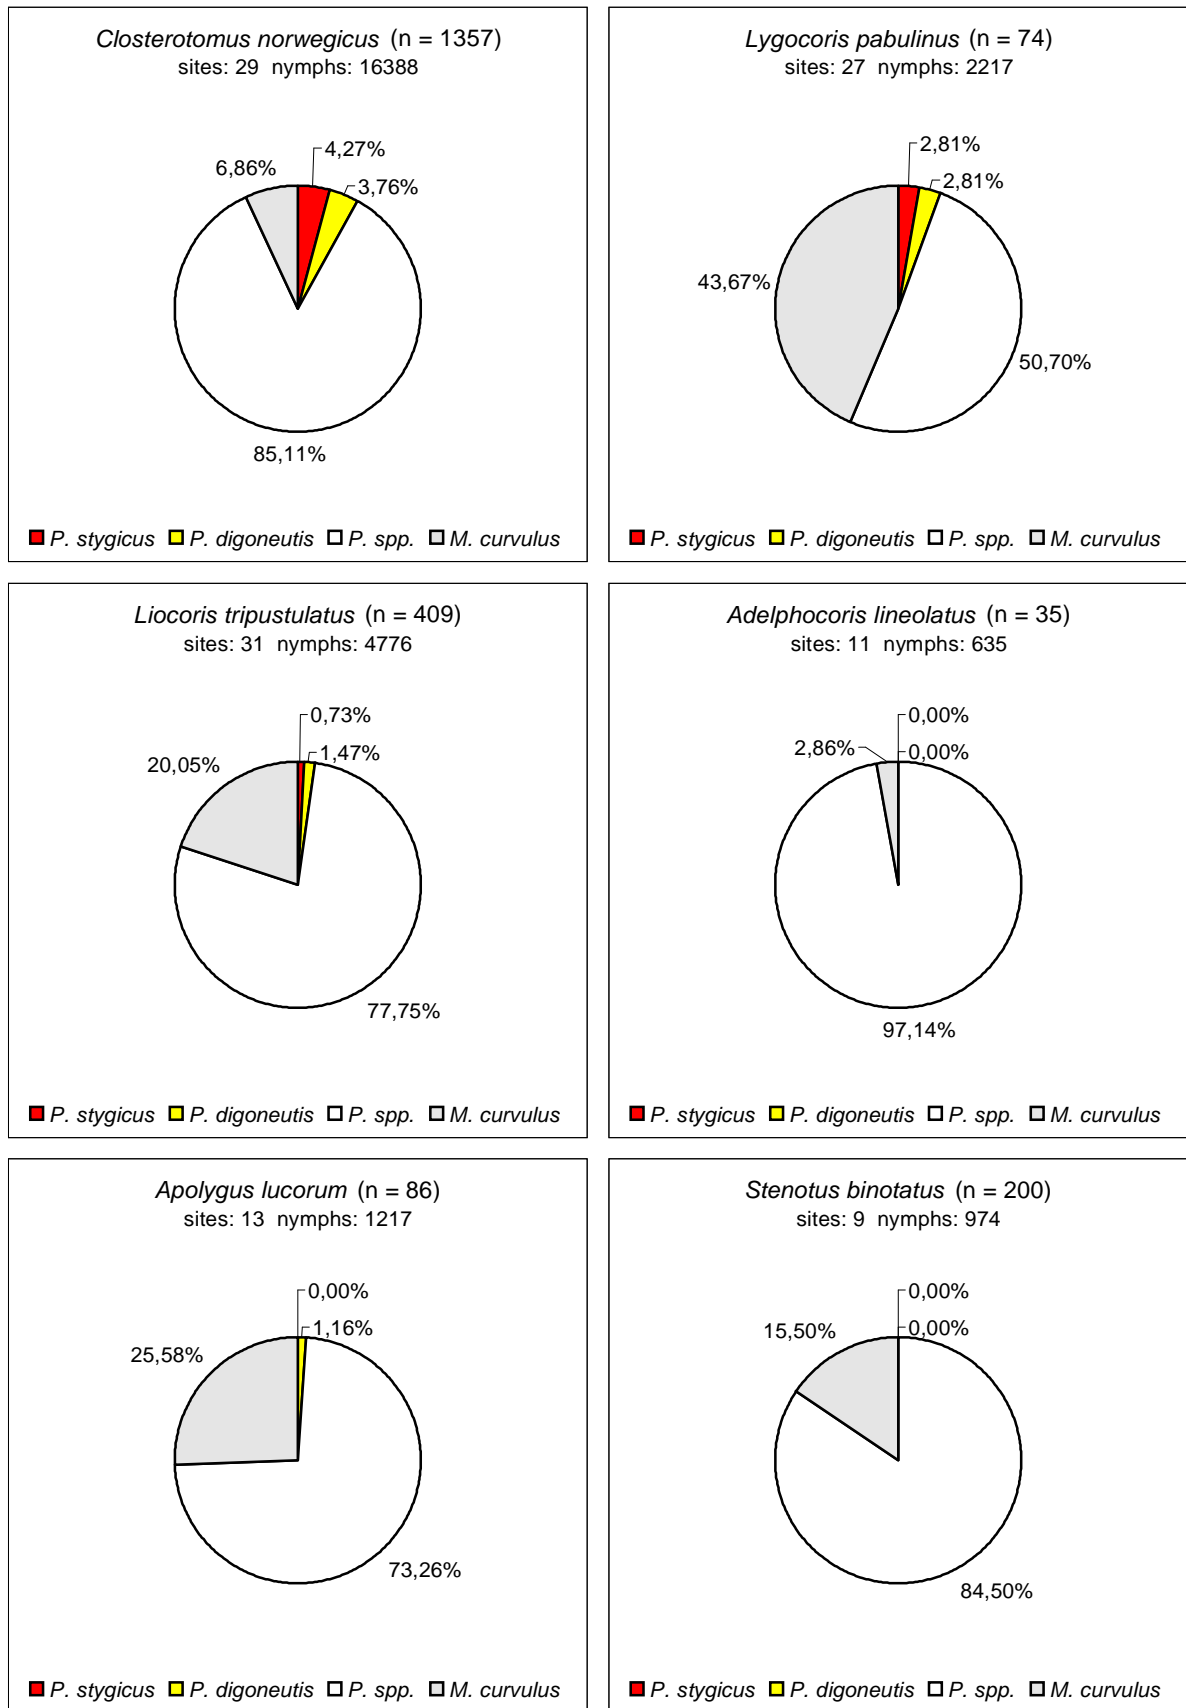 Closterotomus norwegicus (n = 1357)
sites: 29 nymphs: 16388
4,27%
6,86%
3,76%
85,11%
P. stygicus P. digoneutis P. spp. M. curvulus
Lygocoris pabulinus (n = 74)
sites: 27 nymphs: 2217
2,81%
2,81%
43,67%
50,70%
P. stygicus P. digoneutis P. spp. M. curvulus
Liocoris tripustulatus (n = 409)
sites: 31 nymphs: 4776
0,73%
1,47%
20,05%
77,75%
P. stygicus P. digoneutis P. spp. M. curvulus
Adelphocoris lineolatus (n = 35)
sites: 11 nymphs: 635
0,00%
2,86%
0,00%
97,14%
P. stygicus P. digoneutis P. spp. M. curvulus
Apolygus lucorum (n = 86)
sites: 13 nymphs: 1217
0,00%
1,16%
25,58%
73,26%
P. stygicus P. digoneutis P. spp. M. curvulus
Stenotus binotatus (n = 200)
sites: 9 nymphs: 974
0,00%
15,50%
0,00%
84,50%
P. stygicus P. digoneutis P. spp. M. curvulus